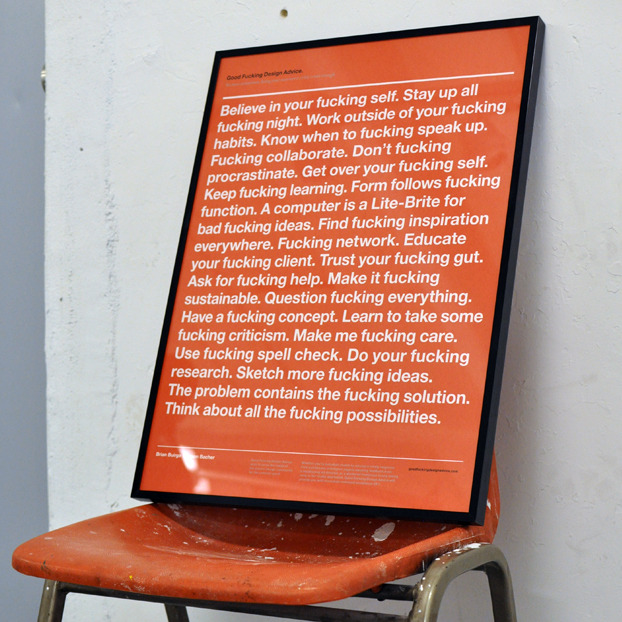 Good Fucking Design Advice.
Believe in your fucking self. Stay up all
fucking night. Work outside of your fucking
habits. Know when to fucking speak up.
Fucking collaborate. Don't fucking
procrastinate. Get over your fucking self.
Keep fucking learning. Form follows fucking
function. A computer is a Lite-Brite for
bad fucking ideas. Find fucking inspiration
everywhere. Fucking network. Educate
your fucking client. Trust your fucking gut.
Ask for fucking help. Make it fucking
sustainable. Question fucking everything.
Have a fucking concept. Learn to take some
fucking criticism. Make me fucking care.
Use fucking spell check. Do your fucking
research. Sketch more fucking ideas.
The problem contains the fucking solution.
Think about all the fucking possibilities.
Brian Buirge Buscher